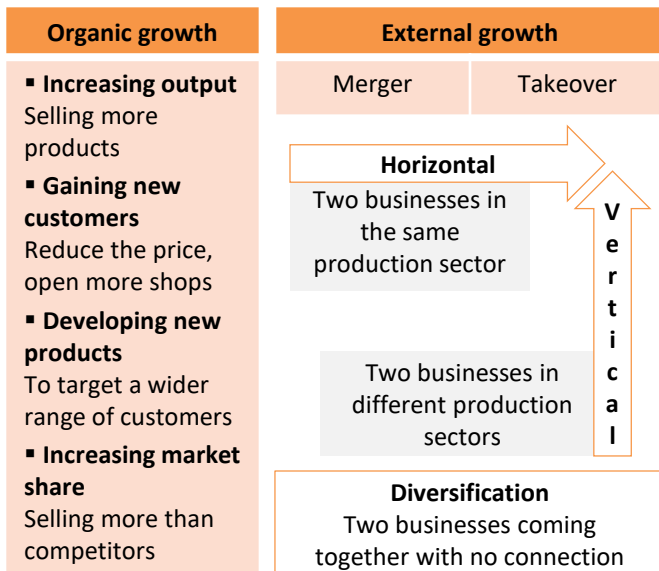 Organic growth
▪ Increasing output
Selling more
products
▪ Gaining new
customers
Reduce the price,
open more shops
▪ Developing new
products
To target a wider
range of customers
▪ Increasing market
share
Selling more than
competitors
External growth
Merger
Takeover
Horizontal
Two businesses in
the same
production sector
Vertical
Two businesses in
different production
sectors
Diversification
Two businesses coming
together with no connection